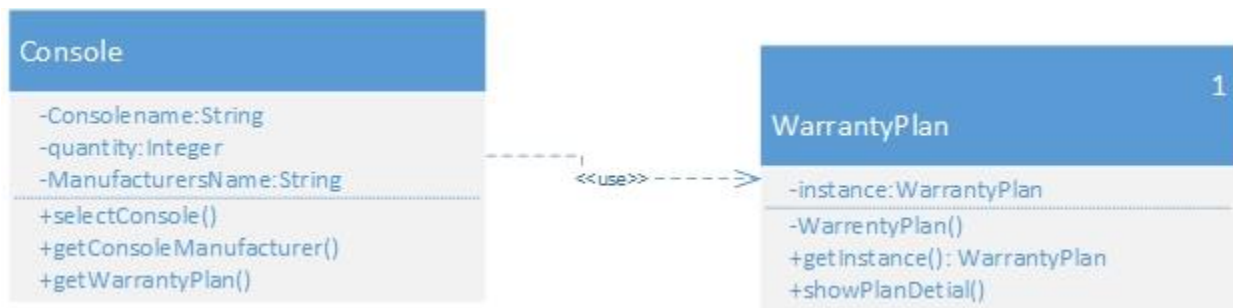 Console
-Consolename:String
-quantity:Integer
-ManufacturersName:String
+selectConsole()
+getConsoleManufacturer()
+getWarrantyPlan()
<<use>>
1
WarrantyPlan
-instance:WarrantyPlan
-WarrentyPlan()
+getInstance(): WarrantyPlan
+showPlanDetial()